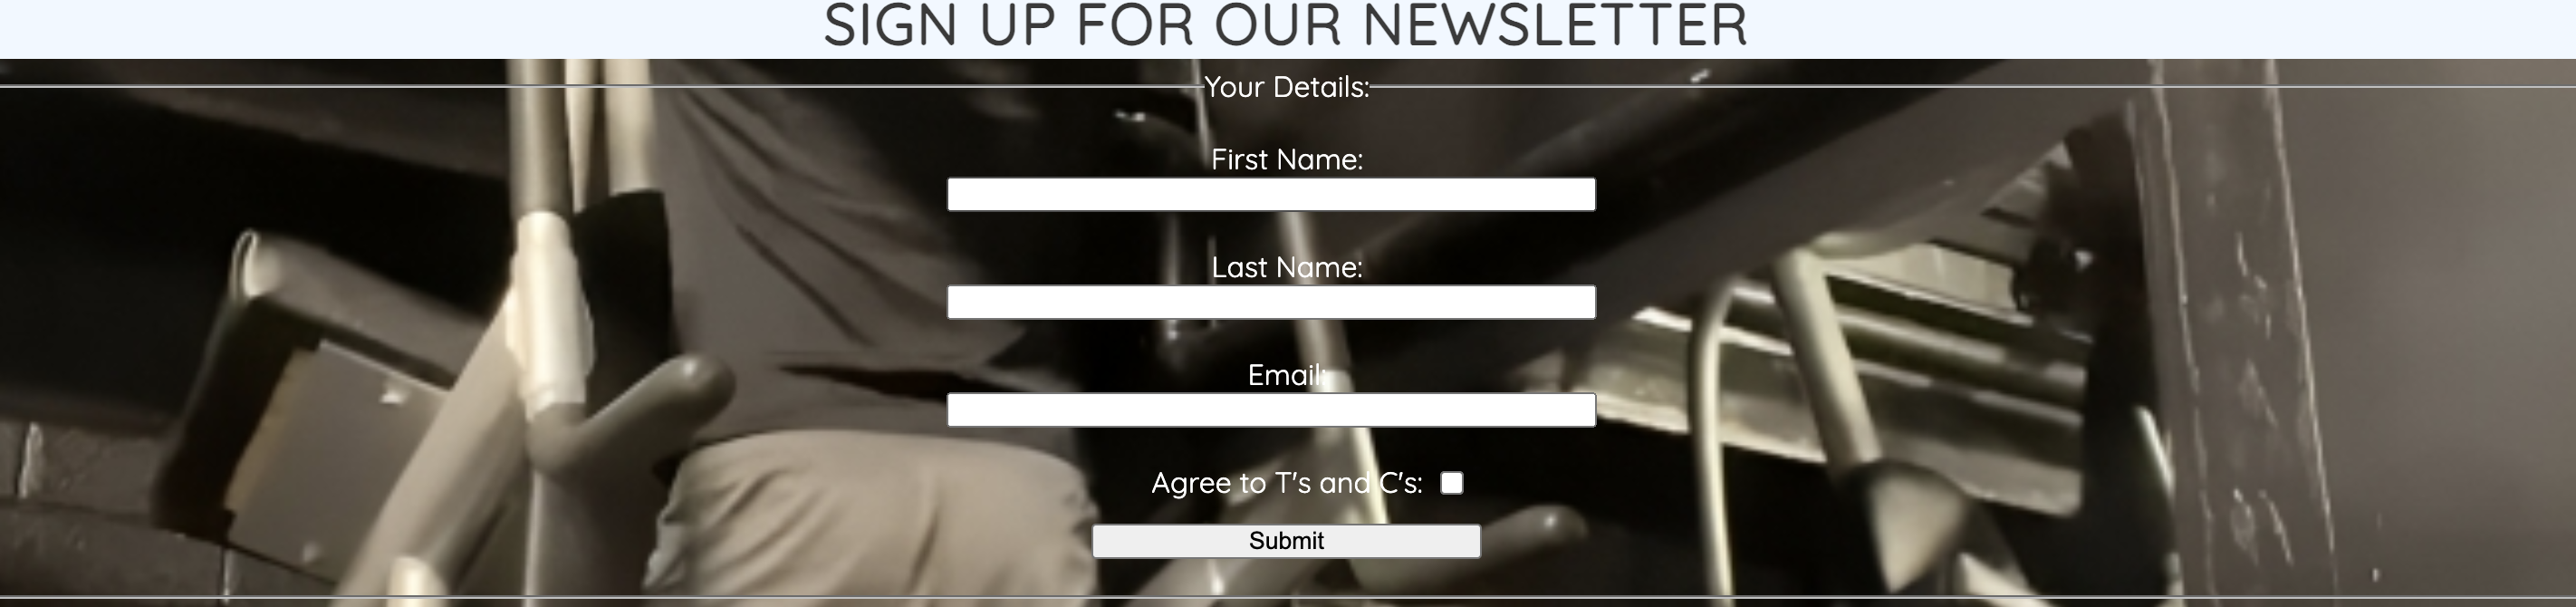 SIGN UP FOR OUR NEWSLETTER
Your Details:
First Name:
Last Name:
Email:
Agree to T's and C's:
Submit